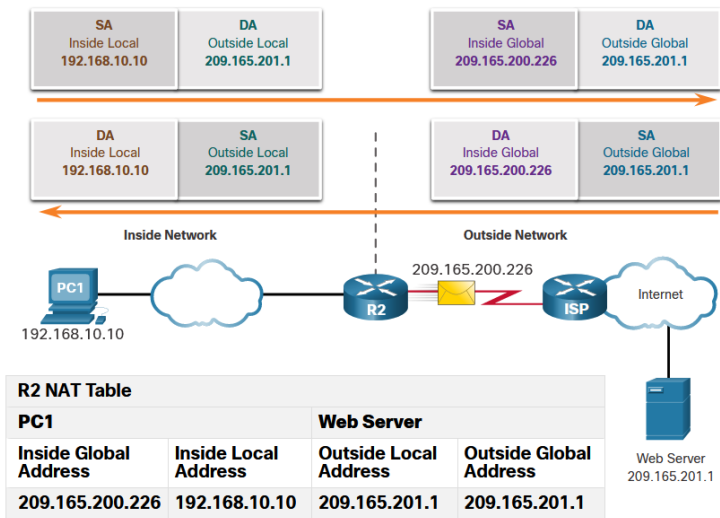 SA
Inside Local
192.168.10.10
DA
Outside Local
209.165.201.1
SA
Inside Global
209.165.200.226
DA
Outside Global
209.165.201.1
DA
Inside Local
192.168.10.10
SA
Outside Local
209.165.201.1
DA
Inside Global
209.165.200.226
SA
Outside Global
209.165.201.1
Inside Network
Outside Network
209.165.200.226
PC1
R2
ISP
Internet
192.168.10.10
Web Server
209.165.201.1
R2 NAT Table
PC1
Web Server
Inside Global
Address
Inside Local
Address
Outside Local
Address
Outside Global
Address
209.165.200.226
192.168.10.10
209.165.201.1
209.165.201.1